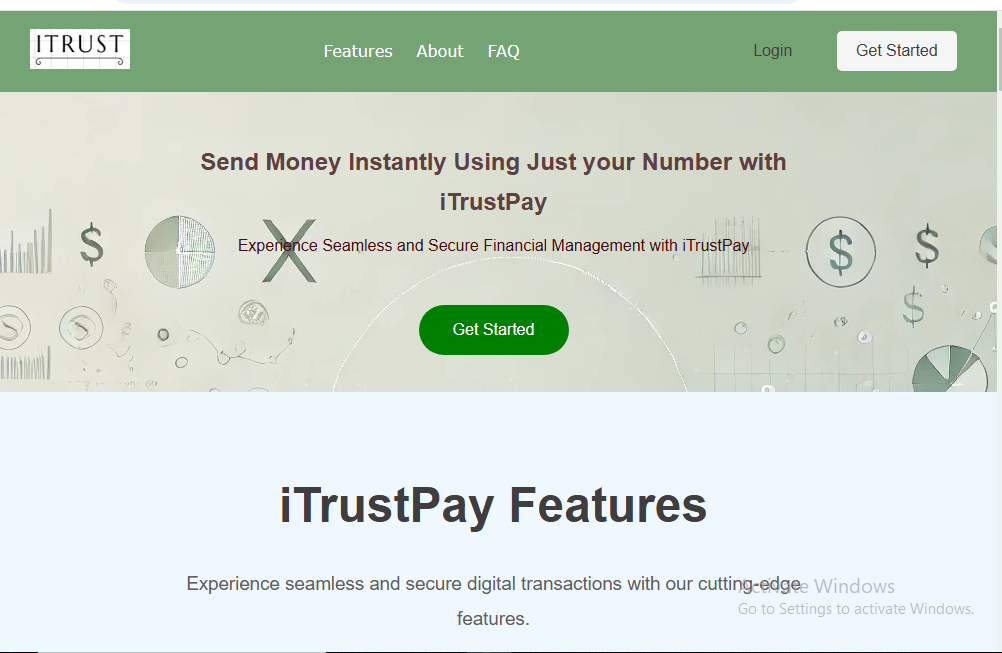 ITRUST
Features About FAQ
Login
Get Started
Send Money Instantly Using Just your Number with
iTrustPay
Experience Seamless and Secure Financial Management with iTrustPay
Get Started
iTrustPay Features
Experience seamless and secure digital transactions with our cutting-edge
features.
Activate Windows
Go to Settings to activate Windows.